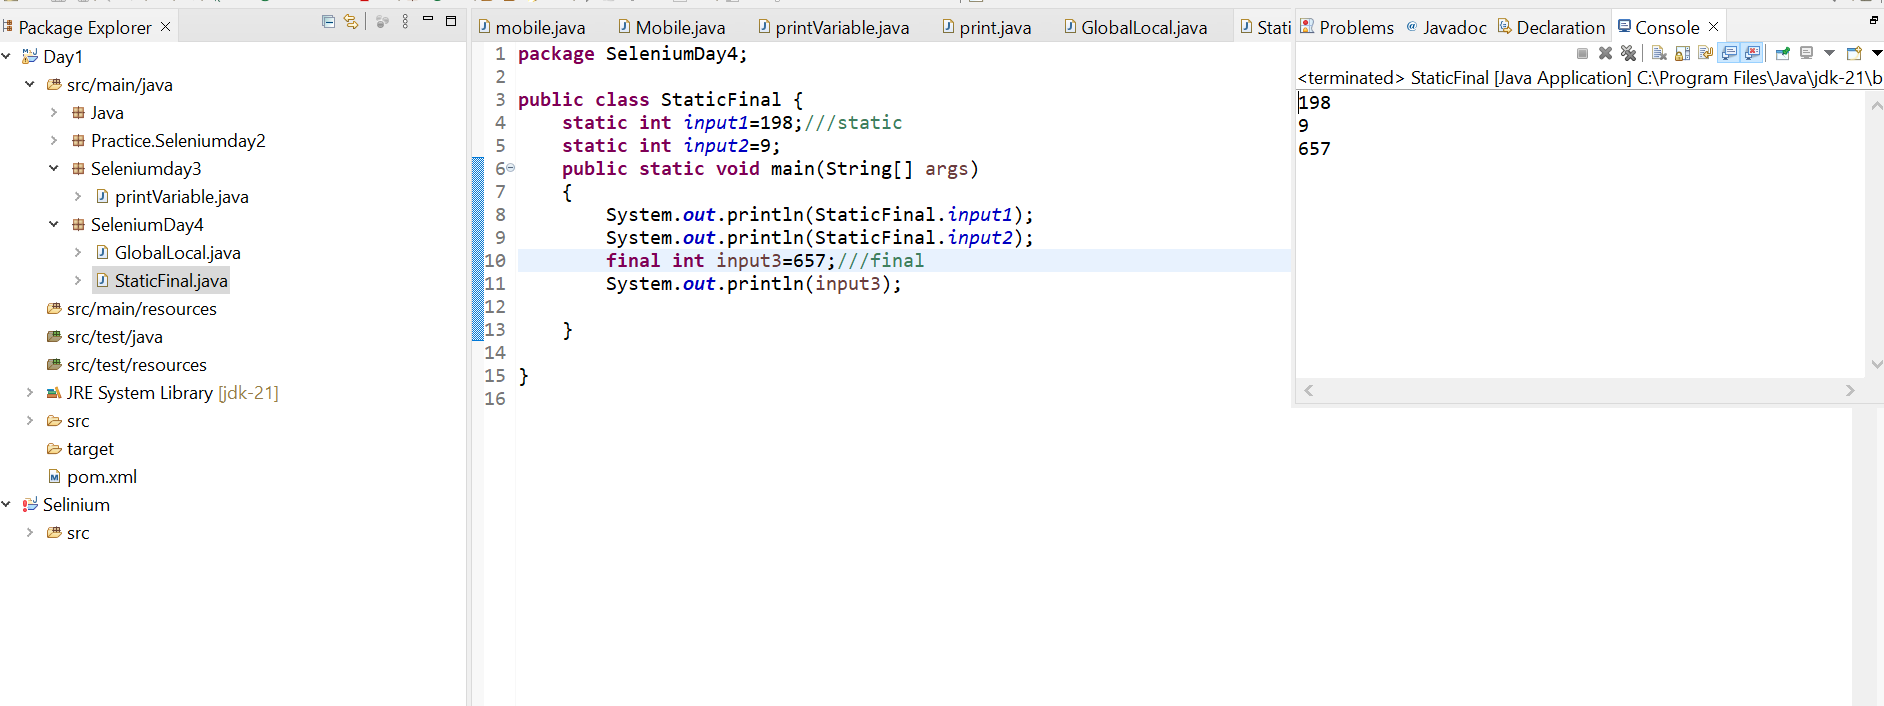 Package Explorer
Day1
src/main/java
Java
Practice.Seleniumday2
Seleniumday3
printVariable.java
SeleniumDay4
GlobalLocal.java
StaticFinal.java
src/main/resources
src/test/java
src/test/resources
JRE System Library [jdk-21]
src
target
pom.xml
Selinium
src
mobile.java Mobile.java printVariable.java print.java GlobalLocal.java Stati
1 package SeleniumDay4;
2
3 public class StaticFinal {
4 static int input1=198;///static
5 static int input2=9;
6 public static void main(String[] args)
7 {
8 System.out.println(StaticFinal.input1);
9 System.out.println(StaticFinal.input2);
10 final int input3=657;///final
11 System.out.println(input3);
12
13 }
14
15 }
16
Problems @ Javadoc Declaration Console
<terminated> StaticFinal [Java Application] C:\Program Files\Java\jdk-21\b
198
9
657